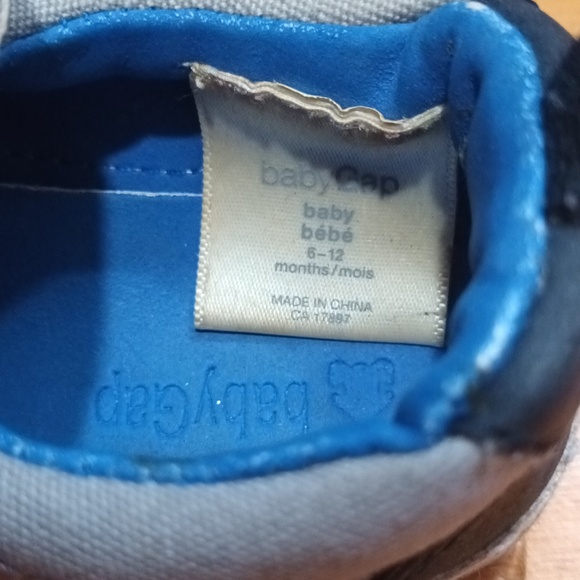 babyGap
baby
bébé
6-12
months/mois
MADE IN CHINA
CA 17897
babyGap